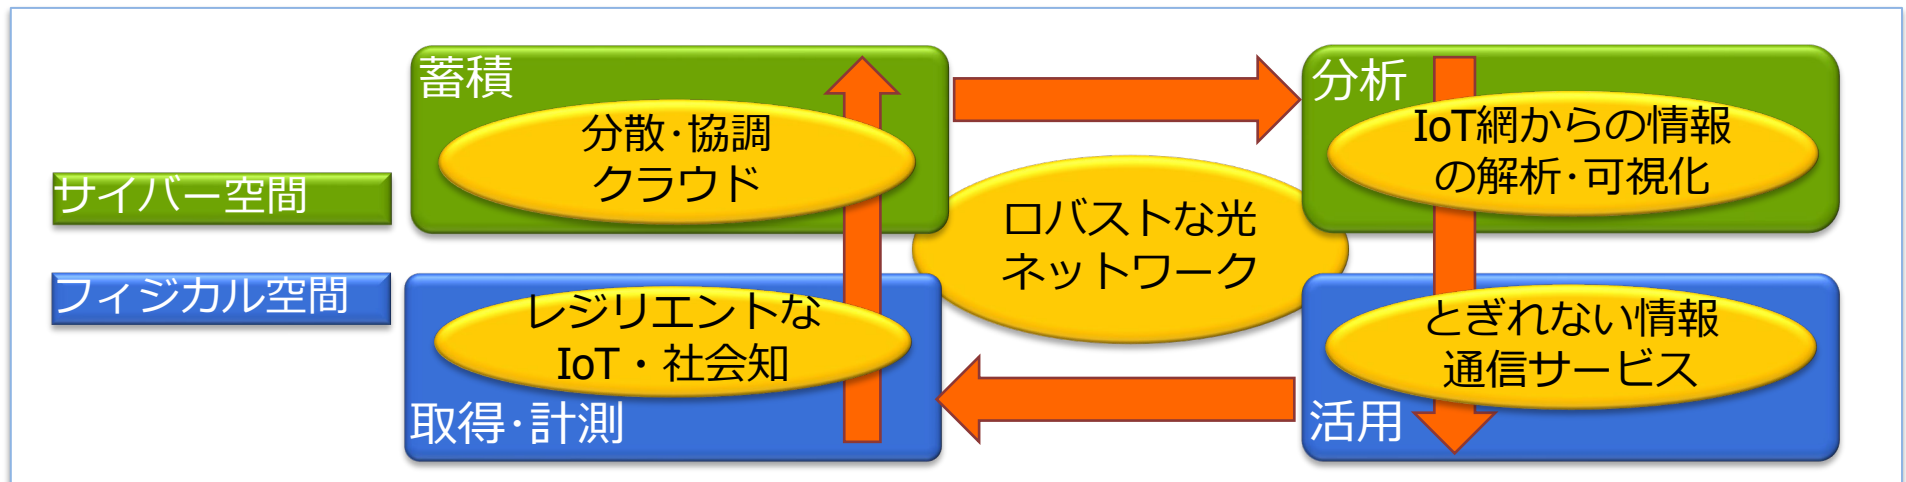 蓄積
分散･協調
クラウド
分析
IoT網からの情報
の解析･可視化
サイバー空間
ロバストな光
ネットワーク
フィジカル空間
レジリエントな
IoT・社会知
取得･計測
とぎれない情報
通信サービス
活用